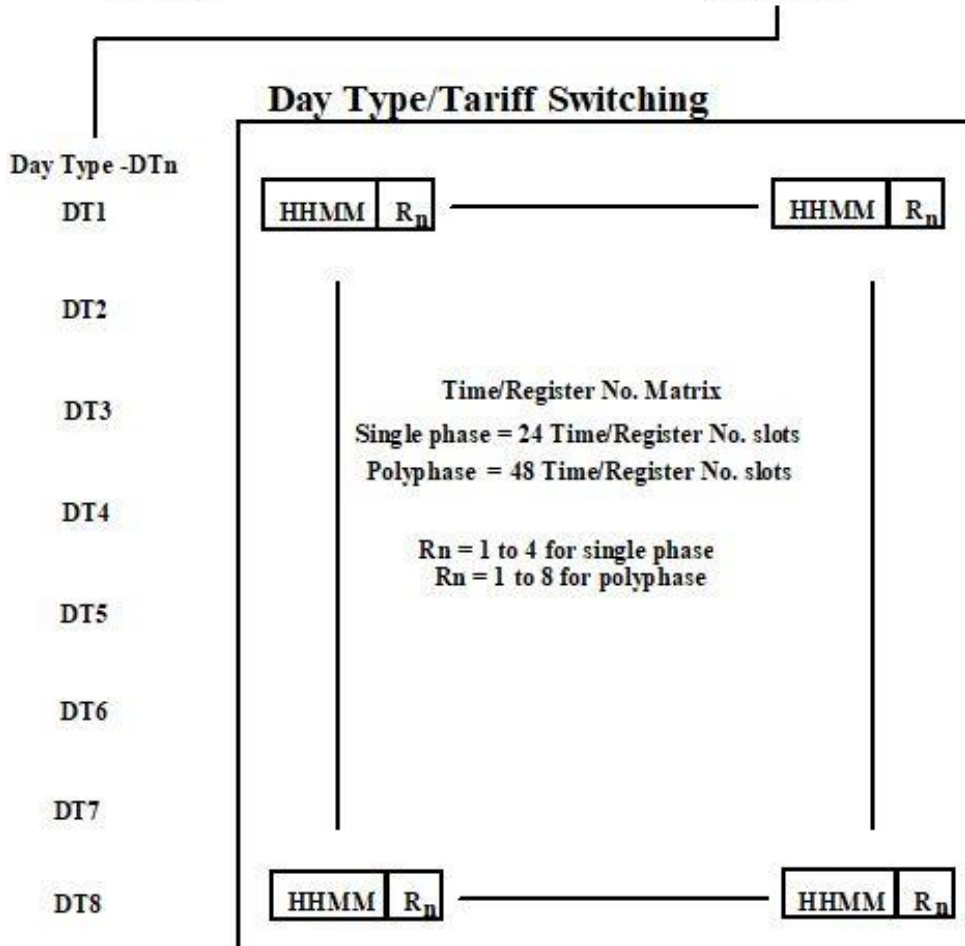 Day Type/Tariff Switching
Day Type -DTn
DT1
HHMM Rn HHMM Rn
DT2
Time/Register No. Matrix
DT3
Single phase = 24 Time/Register No. slots
Polyphase = 48 Time/Register No. slots
DT4
Rn = 1 to 4 for single phase
Rn = 1 to 8 for polyphase
DT5
DT6
DT7
DT8
HHMM Rn HHMM Rn